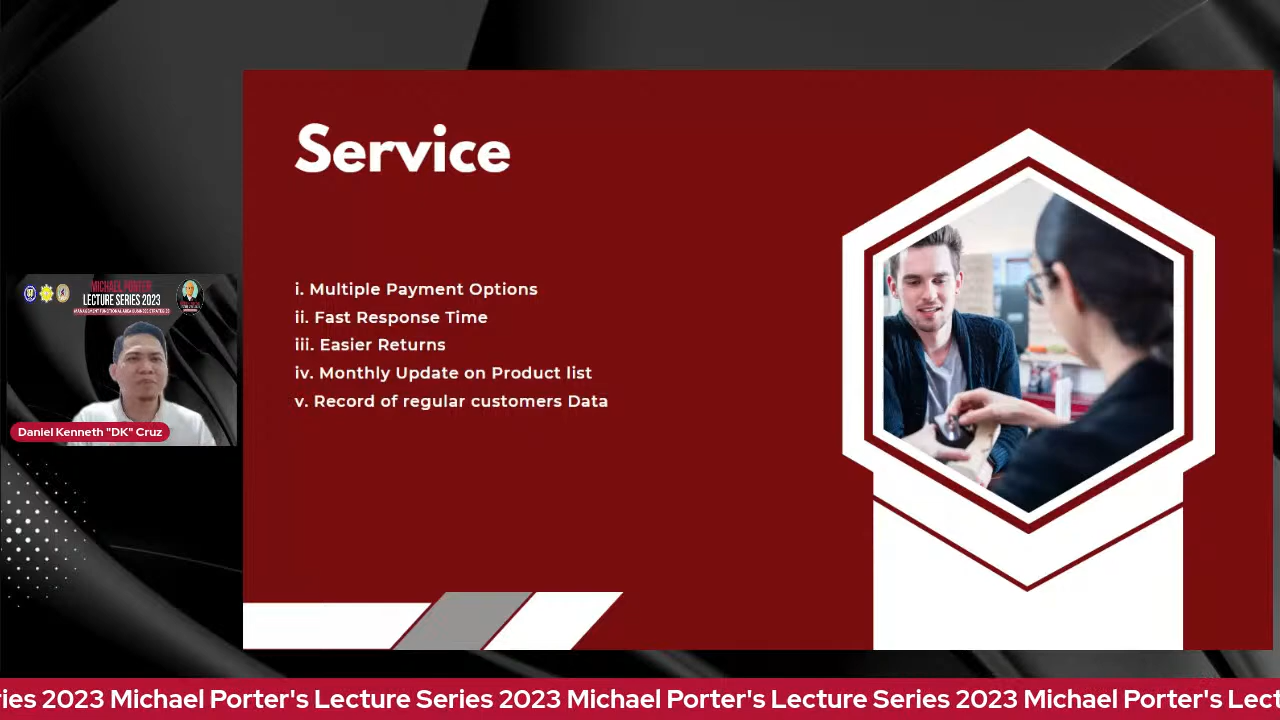 Service
i. Multiple Payment Options
ii. Fast Response Time
iii. Easier Returns
iv. Monthly Update on Product list
v. Record of regular customers Data
MICHAEL PORTER
LECTURE SERIES 2023
Daniel Kenneth "DK" Cruz
ries 2023 Michael Porter's Lecture Series 2023 Michael Porter's Lecture Series 2023 Michael Porter's Lect